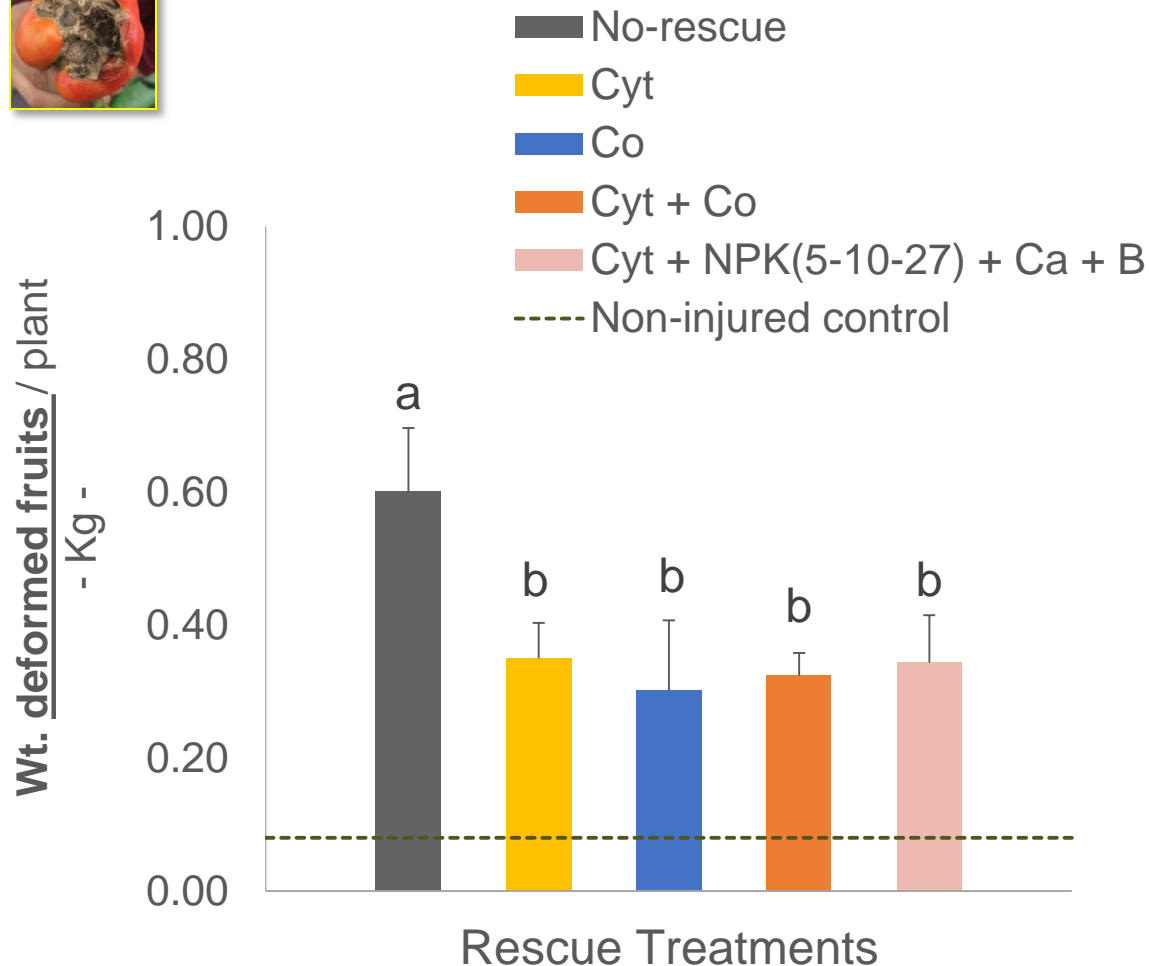 No-rescue
Cyt
Co
Cyt + Co
Cyt + NPK(5-10-27) + Ca + B
Non-injured control
Wt. deformed fruits / plant
- Kg -
1.00
0.80
0.60
0.40
0.20
0.00
a
b
b
b
b
Rescue Treatments